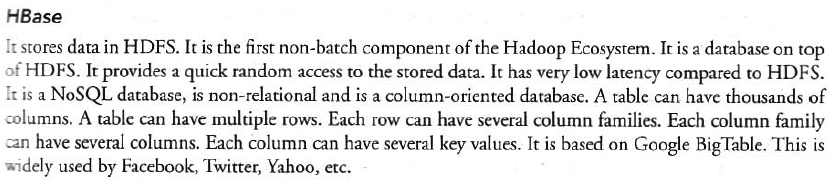 HBase
It stores data in HDFS. It is the first non-batch component of the Hadoop Ecosystem. It is a database on top
of HDFS. It provides a quick random access to the stored data. It has very low latency compared to HDFS.
It is a NoSQL database, is non-relational and is a column-oriented database. A table can have thousands of
columns. A table can have multiple rows. Each row can have several column families. Each column family
can have several columns. Each column can have several key values. It is based on Google BigTable. This is
widely used by Facebook, Twitter, Yahoo, etc.